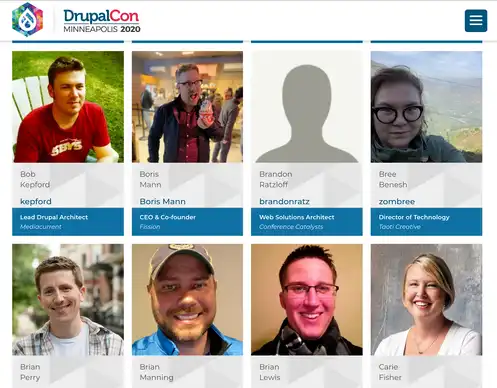 DrupalCon
MINNEAPOLIS 2020
SBVS
Bob
Kepford
kepford
Lead Drupal Architect
Mediacurrent
Boris
Mann
Boris Mann
CEO & Co-founder
Fission
Brandon
Ratzloff
brandonratz
Web Solutions Architect
Conference Catalysts
Bree
Benesh
zombree
Director of Technology
Taoti Creative
Brian
Perry
Brian
Manning
Brian
Lewis
Carie
Fisher